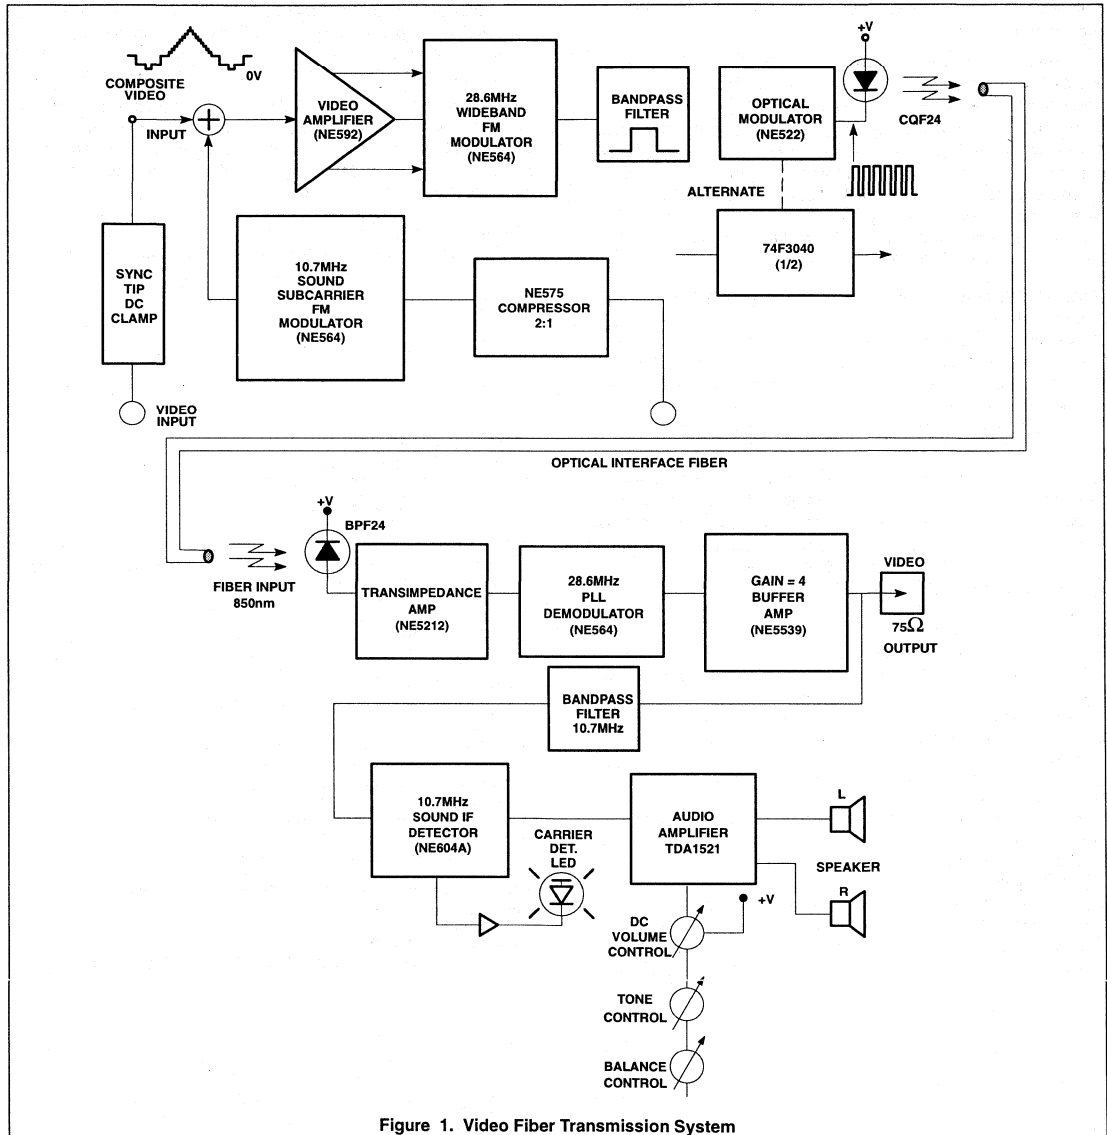 0V
COMPOSITE
VIDEO
INPUT
VIDEO
AMPLIFIER
(NE592)
28.6MHz
WIDEBAND
FM
MODULATOR
(NE564)
BANDPASS
FILTER
OPTICAL
MODULATOR
(NE522)
+V
CQF24
ALTERNATE
74F3040
(1/2)
SYNC
TIP
DC
CLAMP
10.7MHz
SOUND
SUBCARRIER
FM
MODULATOR
(NE564)
NE575
COMPRESSOR
2:1
VIDEO
INPUT
OPTICAL INTERFACE FIBER
+V
BPF24
FIBER INPUT
850nm
TRANSIMPEDANCE
AMP
(NE5212)
28.6MHz
PLL
DEMODULATOR
(NE564)
GAIN = 4
BUFFER
AMP
(NE5539)
VIDEO
75Ω
OUTPUT
BANDPASS
FILTER
10.7MHz
10.7MHz
SOUND IF
DETECTOR
(NE604A)
CARRIER
DET.
LED
AUDIO
AMPLIFIER
TDA1521
L
SPEAKER
R
+V
DC
VOLUME
CONTROL
TONE
CONTROL
BALANCE
CONTROL
Figure 1. Video Fiber Transmission System